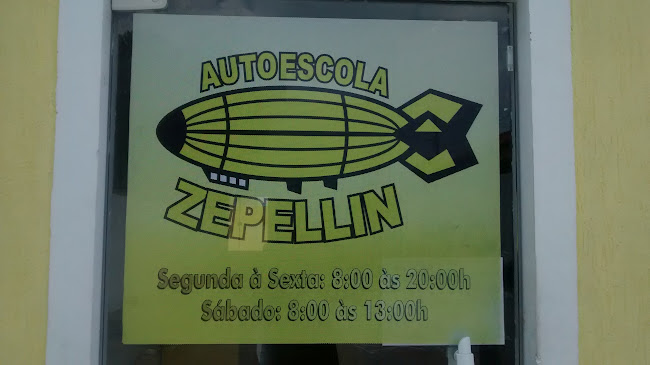 AUTOESCOLA
ZEPELLIN
Segunda à Sexta: 8:00 às 20:00h
Sábado: 8:00 às 13:00h